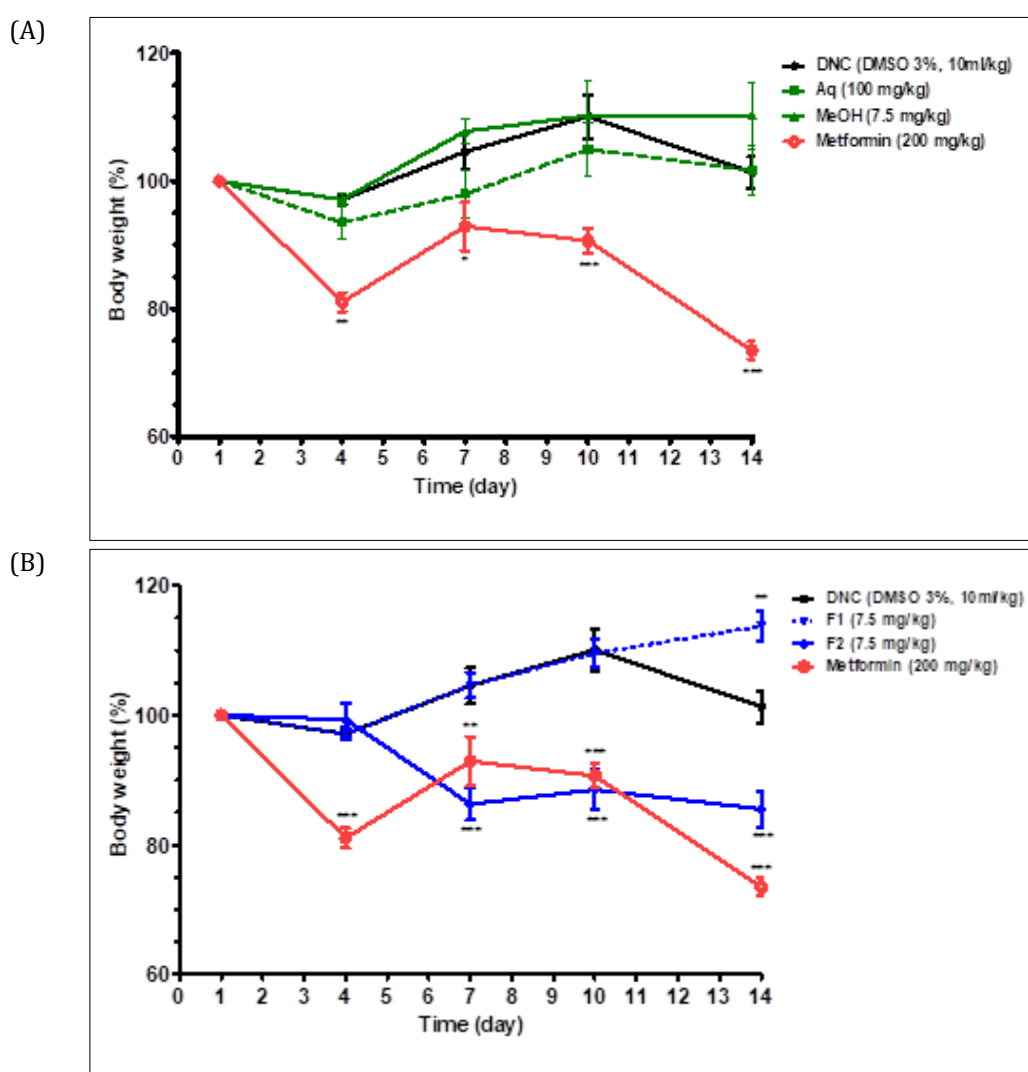 (A)
120
100
80
60
Body weight (%)
0 1 2 3 4 5 6 7 8 9 10 11 12 13 14
Time (day)
DNC (DMSO 3%, 10ml/kg)
Aq (100 mg/kg)
MeOH (7.5 mg/kg)
Metformin (200 mg/kg)
(B)
120
100
80
60
Body weight (%)
0 1 2 3 4 5 6 7 8 9 10 11 12 13 14
Time (day)
DNC (DMSO 3%, 10ml/kg)
F1 (7.5 mg/kg)
F2 (7.5 mg/kg)
Metformin (200 mg/kg)